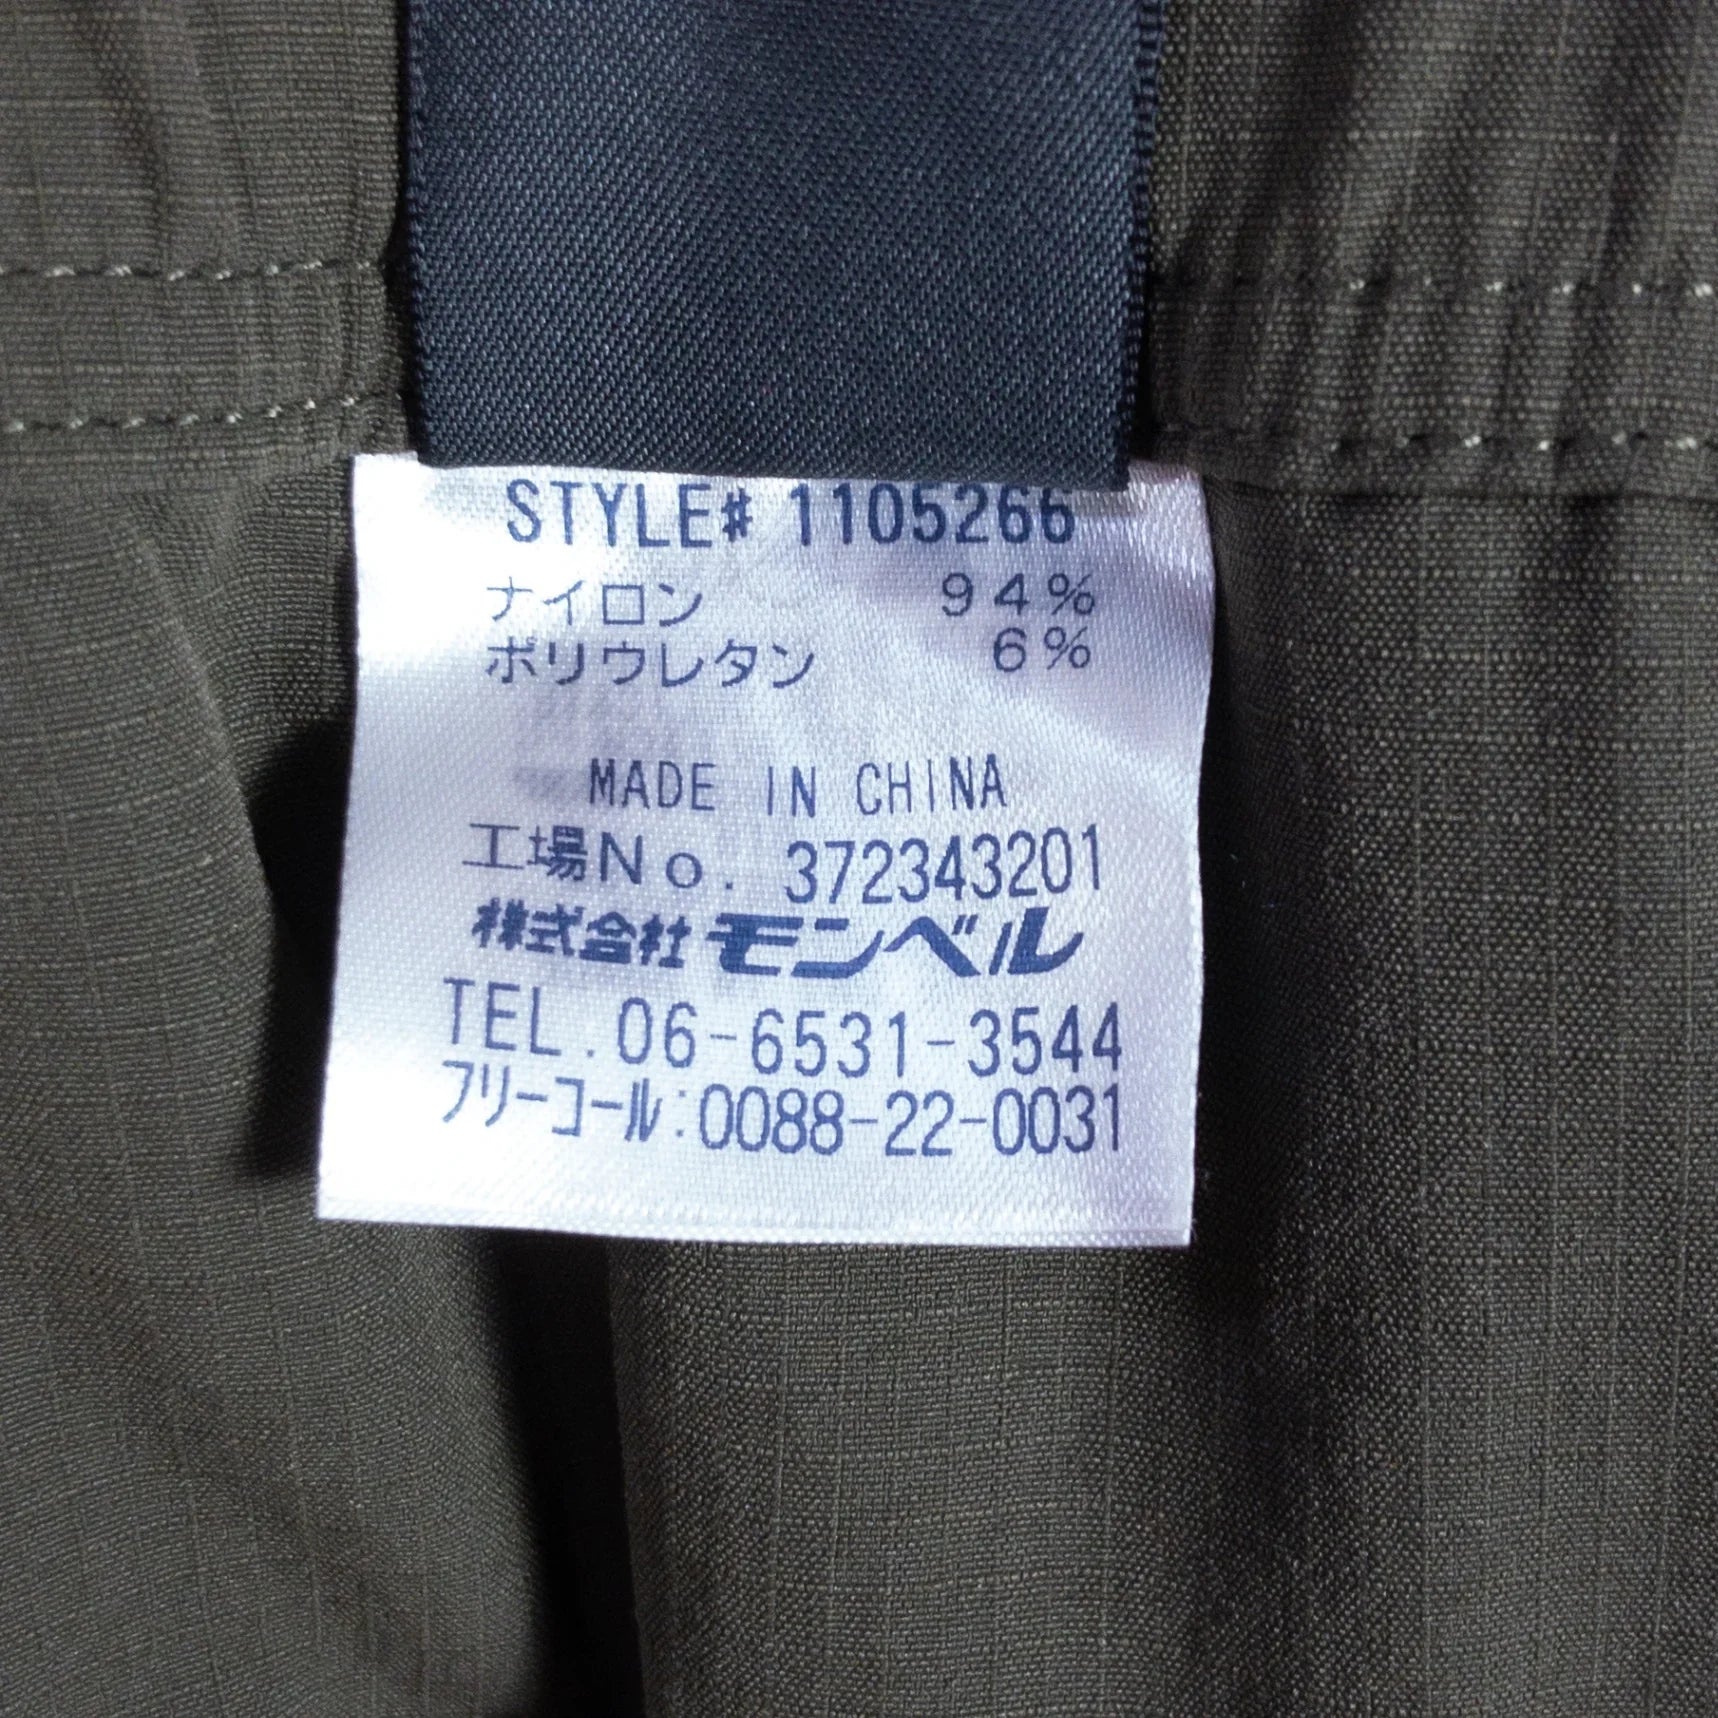 STYLE# 1105266
ナイロン 94%
ポリウレタン 6%
MADE IN CHINA
工場No. 372343201
株式会社モンベル
TEL.06-6531-3544
フリーコール:0088-22-0031